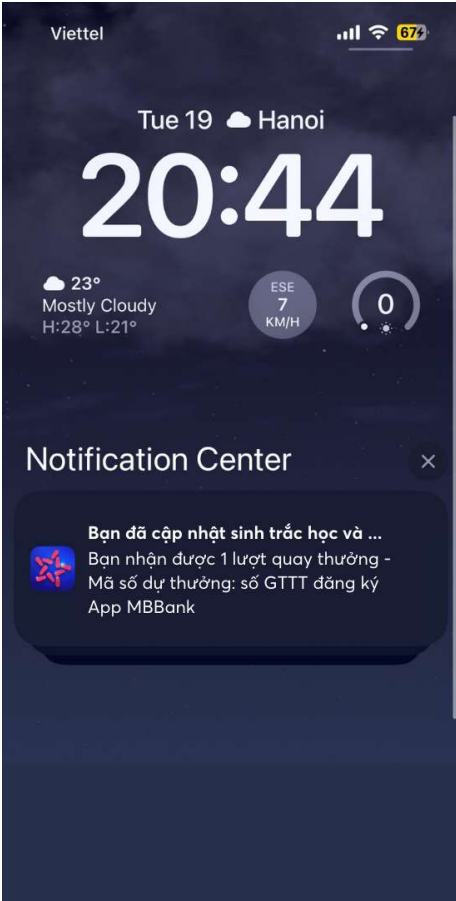 Viettel 67
Tue 19 Hanoi
20:44
23°
Mostly Cloudy
H:28° L:21°
ESE
7
KM/H
0
Notification Center
Bạn đã cập nhật sinh trắc học và ...
Bạn nhận được 1 lượt quay thưởng -
Mã số dự thưởng: số GTTT đăng ký
App MBBank